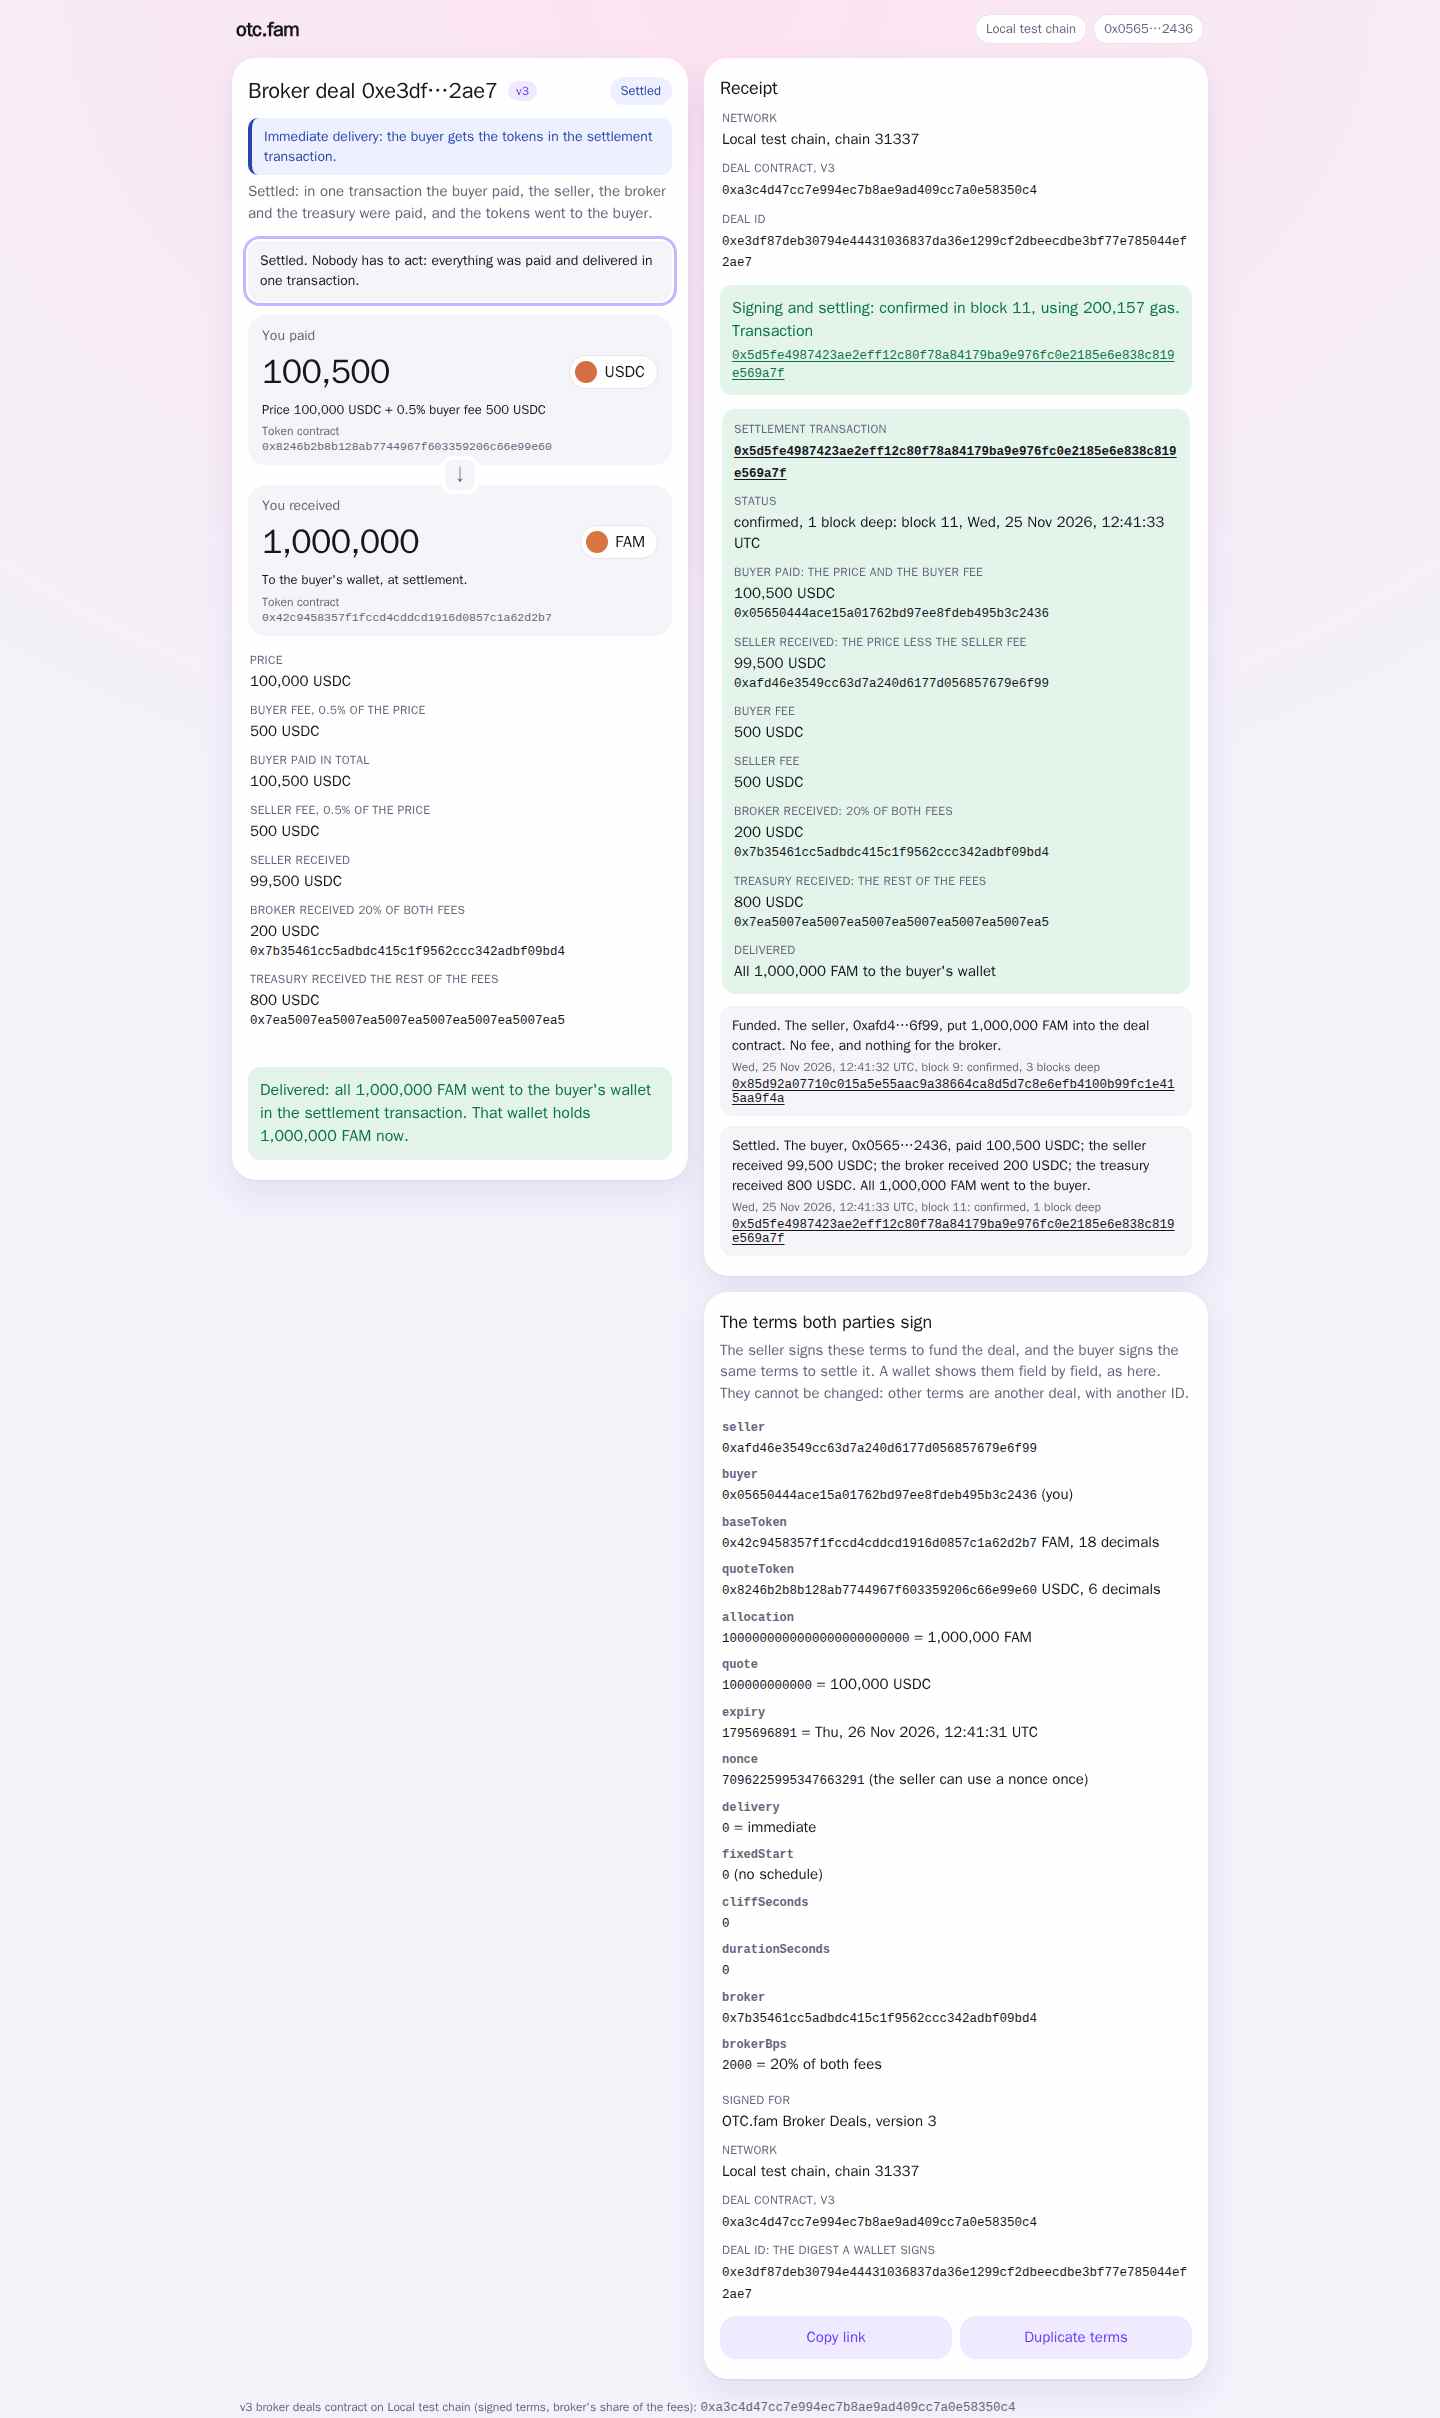 otc.fam
Local test chain
0x0565···2436
Broker deal 0xe3df···2ae7
v3
Settled
Immediate delivery: the buyer gets the tokens in the settlement
transaction.
Settled: in one transaction the buyer paid, the seller, the broker
and the treasury were paid, and the tokens went to the buyer.
Settled. Nobody has to act: everything was paid and delivered in
one transaction.
You paid
100,500
USDC
Price 100,000 USDC + 0.5% buyer fee 500 USDC
Token contract
0x8246b2b8b128ab7744967f603359206c66e99e60
↓
You received
1,000,000
FAM
To the buyer's wallet, at settlement.
Token contract
0x42c9458357f1fccd4cddcd1916d0857c1a62d2b7
PRICE
100,000 USDC
BUYER FEE, 0.5% OF THE PRICE
500 USDC
BUYER PAID IN TOTAL
100,500 USDC
SELLER FEE, 0.5% OF THE PRICE
500 USDC
SELLER RECEIVED
99,500 USDC
BROKER RECEIVED 20% OF BOTH FEES
200 USDC
0x7b35461cc5adbdc415c1f9562ccc342adbf09bd4
TREASURY RECEIVED THE REST OF THE FEES
800 USDC
0x7ea5007ea5007ea5007ea5007ea5007ea5007ea5
Delivered: all 1,000,000 FAM went to the buyer's wallet
in the settlement transaction. That wallet holds
1,000,000 FAM now.
Receipt
NETWORK
Local test chain, chain 31337
DEAL CONTRACT, V3
0xa3c4d47cc7e994ec7b8ae9ad409cc7a0e58350c4
DEAL ID
0xe3df87deb30794e44431036837da36e1299cf2dbeecdbe3bf77e785044ef
2ae7
Signing and settling: confirmed in block 11, using 200,157 gas.
Transaction
0x5d5fe4987423ae2eff12c80f78a84179ba9e976fc0e2185e6e838c819
e569a7f
SETTLEMENT TRANSACTION
0x5d5fe4987423ae2eff12c80f78a84179ba9e976fc0e2185e6e838c819
e569a7f
STATUS
confirmed, 1 block deep: block 11, Wed, 25 Nov 2026, 12:41:33
UTC
BUYER PAID: THE PRICE AND THE BUYER FEE
100,500 USDC
0x05650444ace15a01762bd97ee8fdeb495b3c2436
SELLER RECEIVED: THE PRICE LESS THE SELLER FEE
99,500 USDC
0xafd46e3549cc63d7a240d6177d056857679e6f99
BUYER FEE
500 USDC
SELLER FEE
500 USDC
BROKER RECEIVED: 20% OF BOTH FEES
200 USDC
0x7b35461cc5adbdc415c1f9562ccc342adbf09bd4
TREASURY RECEIVED: THE REST OF THE FEES
800 USDC
0x7ea5007ea5007ea5007ea5007ea5007ea5007ea5
DELIVERED
All 1,000,000 FAM to the buyer's wallet
Funded. The seller, 0xafd4···6f99, put 1,000,000 FAM into the deal
contract. No fee, and nothing for the broker.
Wed, 25 Nov 2026, 12:41:32 UTC, block 9: confirmed, 3 blocks deep
0x85d92a07710c015a5e55aac9a38664ca8d5d7c8e6efb4100b99fc1e41
5aa9f4a
Settled. The buyer, 0x0565···2436, paid 100,500 USDC; the seller
received 99,500 USDC; the broker received 200 USDC; the treasury
received 800 USDC. All 1,000,000 FAM went to the buyer.
Wed, 25 Nov 2026, 12:41:33 UTC, block 11: confirmed, 1 block deep
0x5d5fe4987423ae2eff12c80f78a84179ba9e976fc0e2185e6e838c819
e569a7f
The terms both parties sign
The seller signs these terms to fund the deal, and the buyer signs the
same terms to settle it. A wallet shows them field by field, as here.
They cannot be changed: other terms are another deal, with another ID.
seller
0xafd46e3549cc63d7a240d6177d056857679e6f99
buyer
0x05650444ace15a01762bd97ee8fdeb495b3c2436 (you)
baseToken
0x42c9458357f1fccd4cddcd1916d0857c1a62d2b7 FAM, 18 decimals
quoteToken
0x8246b2b8b128ab7744967f603359206c66e99e60 USDC, 6 decimals
allocation
1000000000000000000000000 = 1,000,000 FAM
quote
100000000000 = 100,000 USDC
expiry
1795696891 = Thu, 26 Nov 2026, 12:41:31 UTC
nonce
7096225995347663291 (the seller can use a nonce once)
delivery
0 = immediate
fixedStart
0 (no schedule)
cliffSeconds
0
durationSeconds
0
broker
0x7b35461cc5adbdc415c1f9562ccc342adbf09bd4
brokerBps
2000 = 20% of both fees
SIGNED FOR
OTC.fam Broker Deals, version 3
NETWORK
Local test chain, chain 31337
DEAL CONTRACT, V3
0xa3c4d47cc7e994ec7b8ae9ad409cc7a0e58350c4
DEAL ID: THE DIGEST A WALLET SIGNS
0xe3df87deb30794e44431036837da36e1299cf2dbeecdbe3bf77e785044ef
2ae7
Copy link
Duplicate terms
v3 broker deals contract on Local test chain (signed terms, broker's share of the fees): 0xa3c4d47cc7e994ec7b8ae9ad409cc7a0e58350c4